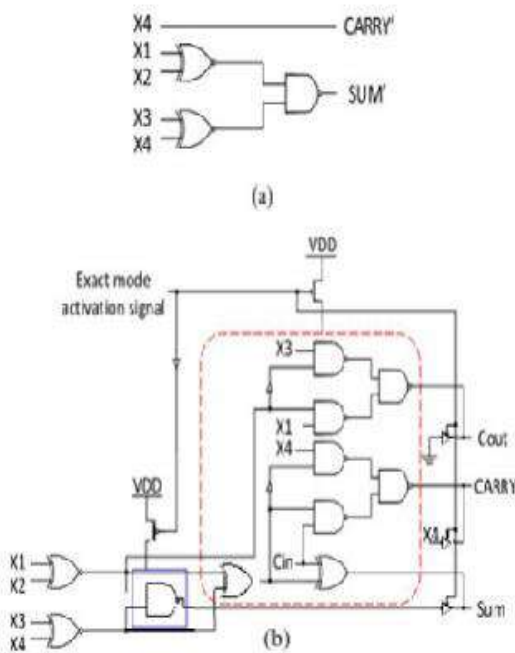 X4 CARRY'
X1
X2
SUM'
X3
X4
(a)
VDD
Exact mode
activation signal
X3
X1
X4
Cout
VDD
CARRY
X4
X1
X2
Cin
X3
X4
Sum
(b)